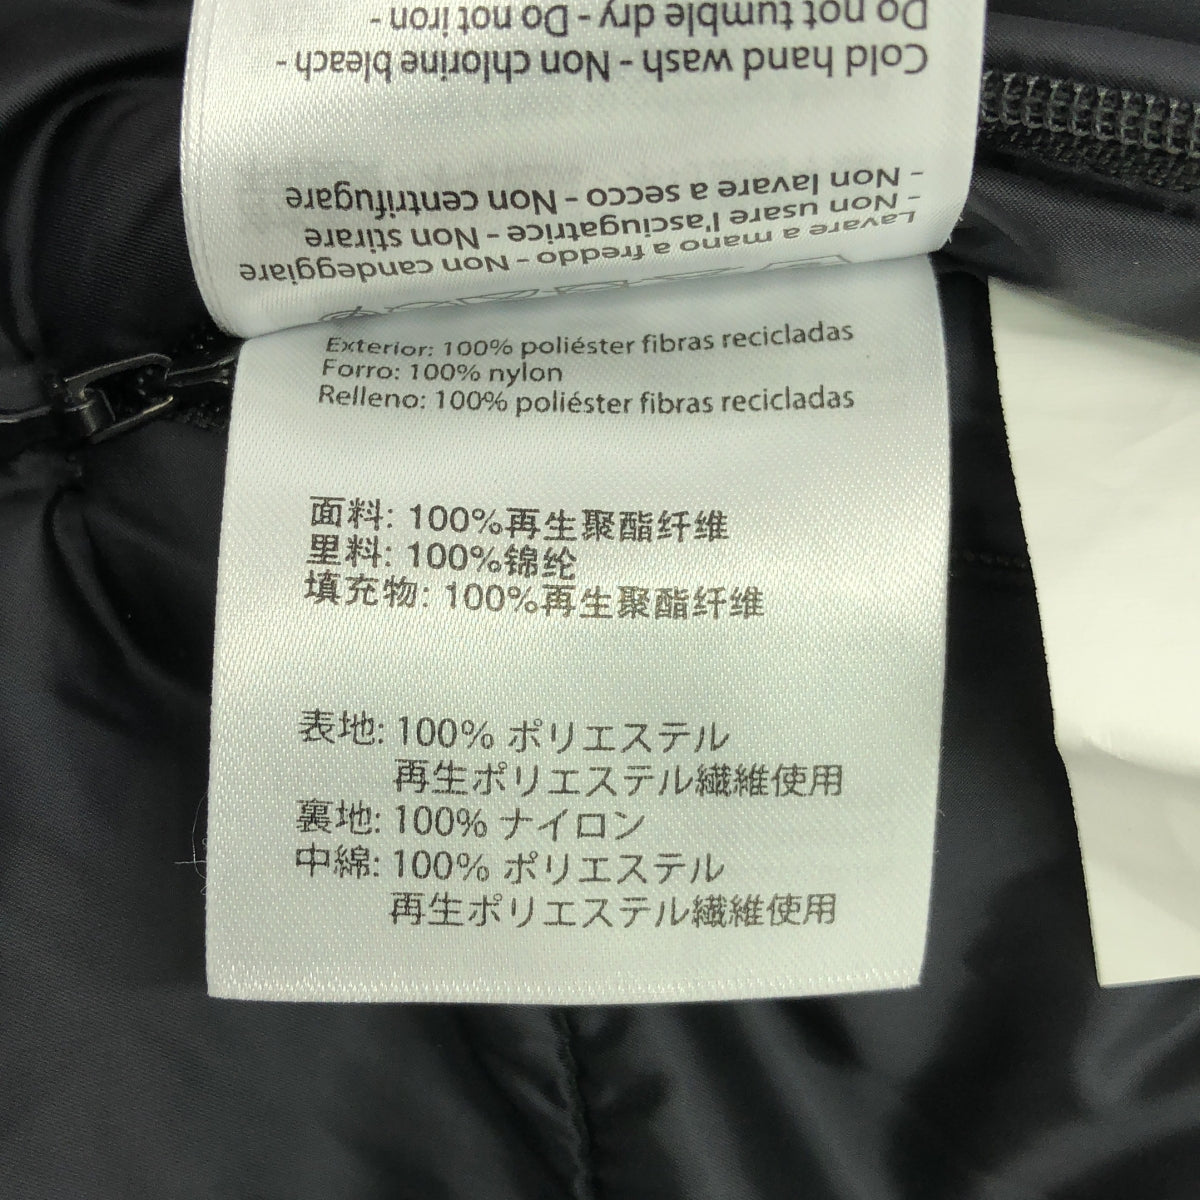 Cold hand wash - Non chlorine bleach -
Do not tumble dry - Do not iron -
Lavare a mano a freddo - Non candeggiare
- Non usare l'asciugatrice - Non stirare
- Non lavare a secco - Non centrifugare
Exterior: 100% poliéster fibras recicladas
Forro: 100% nylon
Relleno: 100% poliéster fibras recicladas
面料: 100%再生聚酯纤维
里料: 100%锦纶
填充物: 100%再生聚酯纤维
表地: 100% ポリエステル
再生ポリエステル繊維使用
裏地: 100% ナイロン
中綿: 100% ポリエステル
再生ポリエステル繊維使用